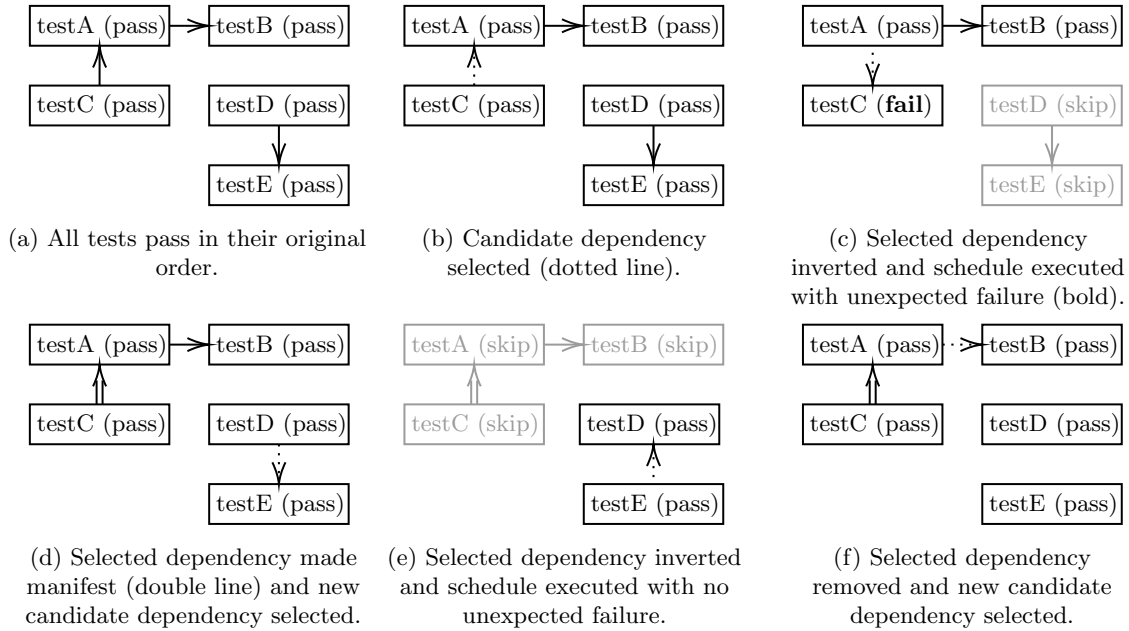 testA (pass) testB (pass)
testC (pass) testD (pass)
testE (pass)
(a) All tests pass in their original
order.
testA (pass) testB (pass)
testC (pass) testD (pass)
testE (pass)
(b) Candidate dependency
selected (dotted line).
testA (pass) testB (pass)
testC (fail) testD (skip)
testE (skip)
(c) Selected dependency
inverted and schedule executed
with unexpected failure (bold).
testA (pass) testB (pass)
testC (pass) testD (pass)
testE (pass)
(d) Selected dependency made
manifest (double line) and new
candidate dependency selected.
testA (skip) testB (skip)
testC (skip) testD (pass)
testE (pass)
(e) Selected dependency inverted
and schedule executed with no
unexpected failure.
testA (pass) testB (pass)
testC (pass) testD (pass)
testE (pass)
(f) Selected dependency
removed and new candidate
dependency selected.